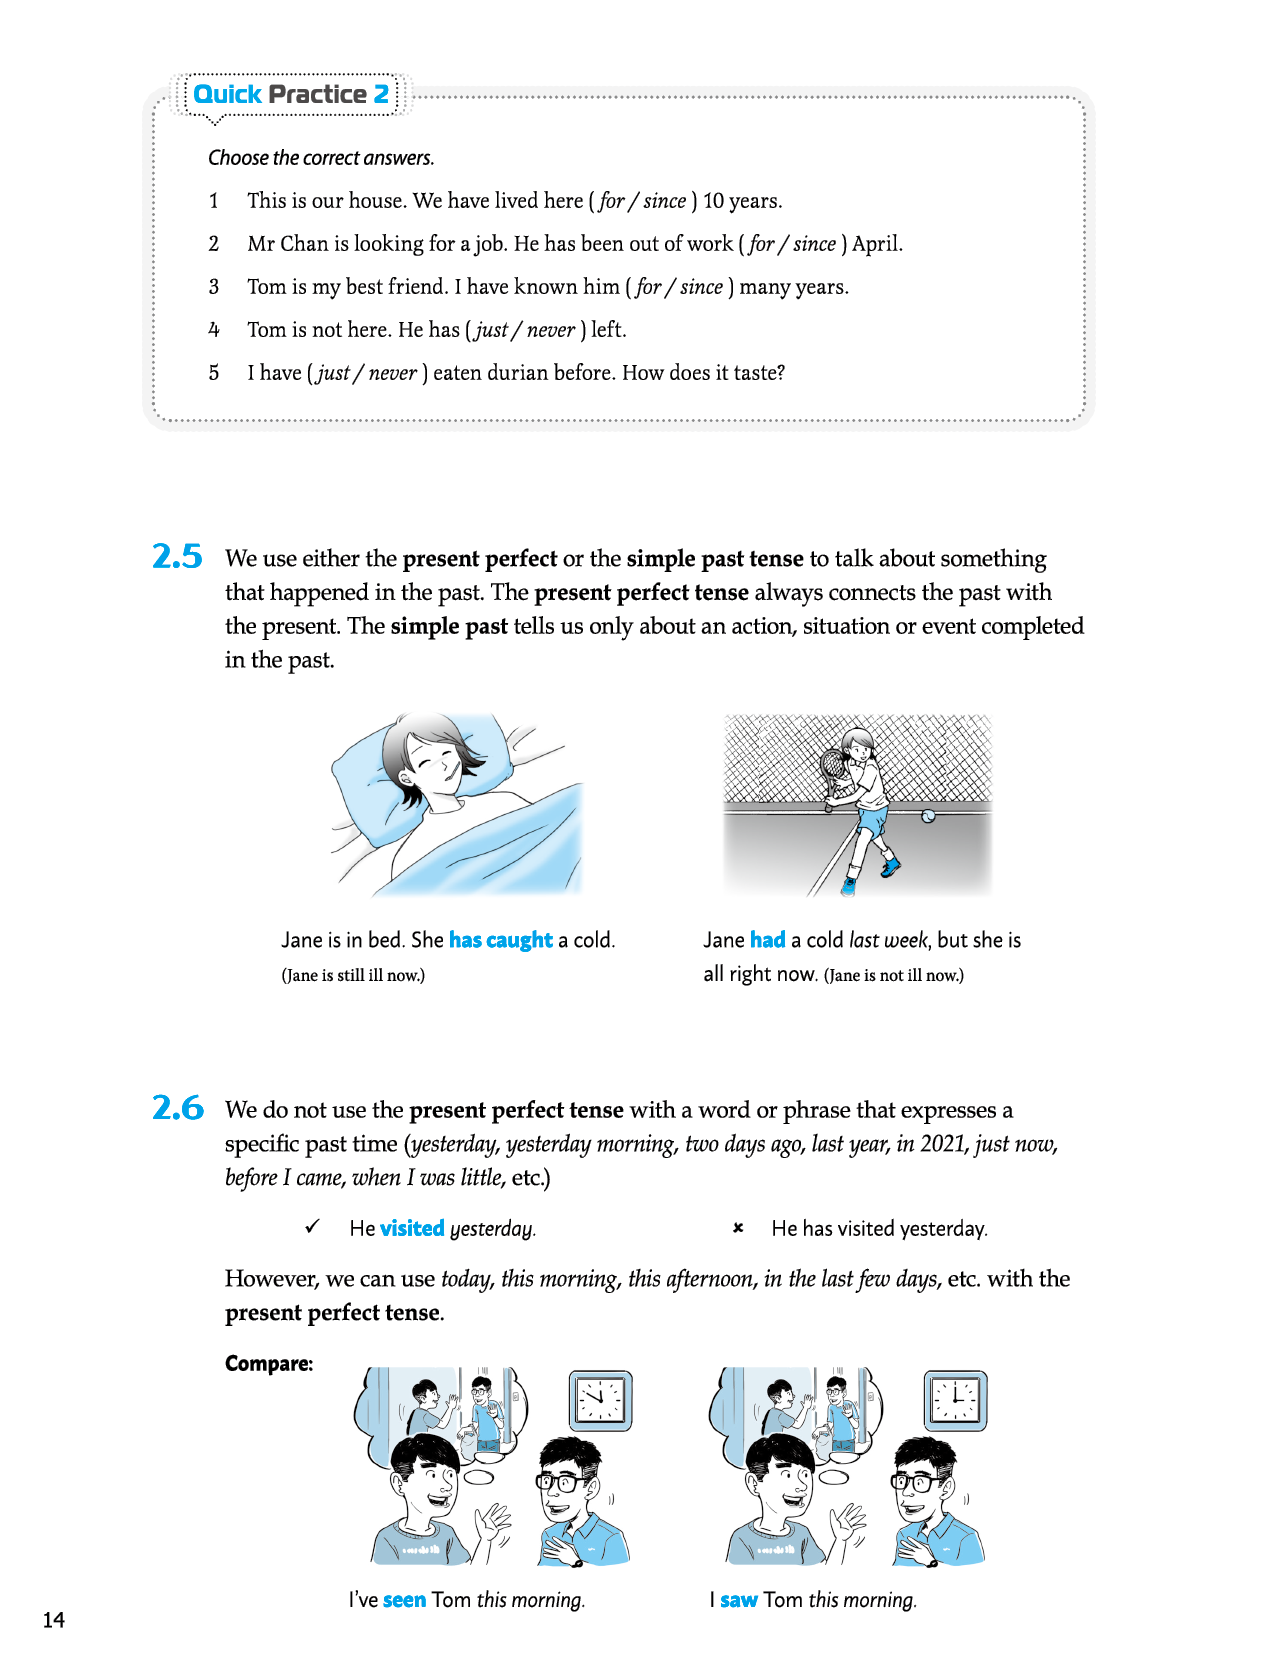 Quick Practice 2
Choose the correct answers.
1 This is our house. We have lived here ( for / since ) 10 years.
2 Mr Chan is looking for a job. He has been out of work ( for / since ) April.
3 Tom is my best friend. I have known him ( for / since ) many years.
4 Tom is not here. He has ( just / never ) left.
5 I have ( just / never ) eaten durian before. How does it taste?
2.5 We use either the present perfect or the simple past tense to talk about something
that happened in the past. The present perfect tense always connects the past with
the present. The simple past tells us only about an action, situation or event completed
in the past.
Jane is in bed. She has caught a cold.
(Jane is still ill now.)
Jane had a cold last week, but she is
all right now. (Jane is not ill now.)
2.6 We do not use the present perfect tense with a word or phrase that expresses a
specific past time (yesterday, yesterday morning, two days ago, last year, in 2021, just now,
before I came, when I was little, etc.)
✓ He visited yesterday.
✗ He has visited yesterday.
However, we can use today, this morning, this afternoon, in the last few days, etc. with the
present perfect tense.
Compare:
I've seen Tom this morning.
I saw Tom this morning.
14